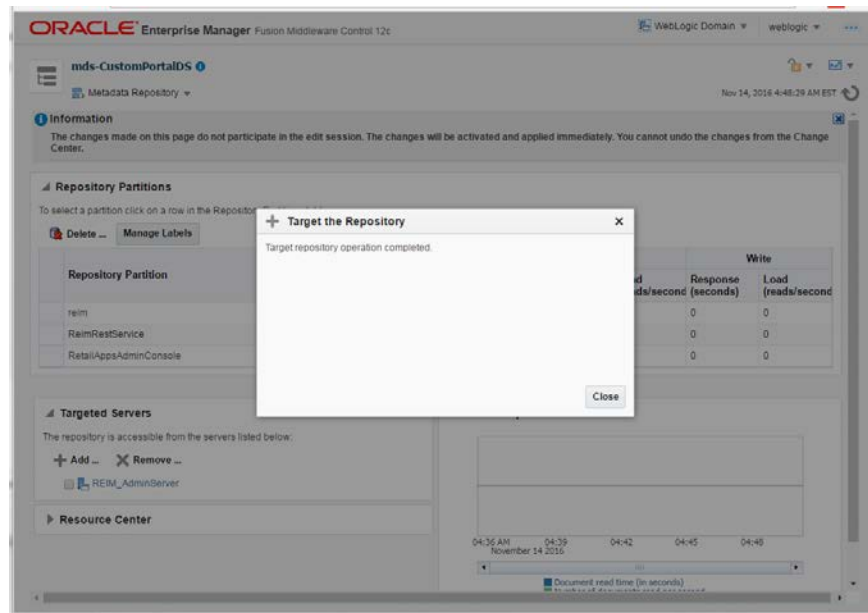 ORACLE Enterprise Manager Fusion Middleware Control 12c
WebLogic Domain
weblogic
mds-CustomPortalDS
Metadata Repository
Nov 14, 2016 4:48:29 AM EST
Information
The changes made on this page do not participate in the edit session. The changes will be activated and applied immediately. You cannot undo the changes from the Change
Center.
Repository Partitions
To select a partition click on a row in the
Delete ...
Manage Labels
Repository Partition
Write
Response
(seconds)
Load
(reads/second
reim
0
0
ReimRestService
0
0
RetailAppsAdminConsole
0
0
Target the Repository
Target repository operation completed.
Close
Targeted Servers
The repository is accessible from the servers listed below:
Add ...
Remove ...
REIM_AdminServer
Resource Center
04:36 AM
04:39
04:42
04:45
04:48
November 14 2016
Document read time (in seconds)